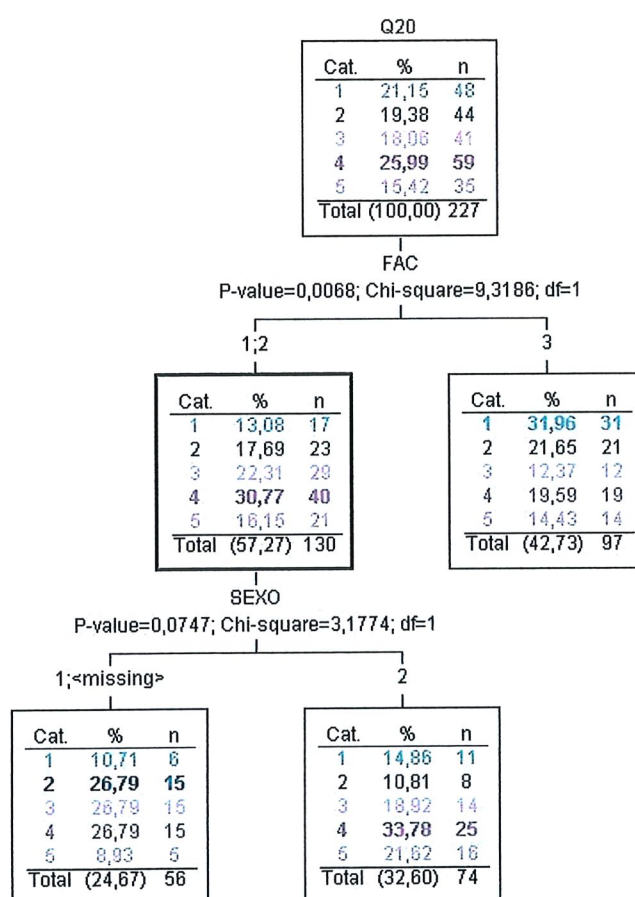 Q20
Cat. % n
1 21,15 48
2 19,38 44
3 18,06 41
4 25,99 59
5 15,42 35
Total (100,00) 227
FAC
P-value=0,0068; Chi-square=9,3186; df=1
1;2
3
Cat. % n
1 13,08 17
2 17,69 23
3 22,31 29
4 30,77 40
5 16,15 21
Total (57,27) 130
Cat. % n
1 31,96 31
2 21,65 21
3 12,37 12
4 19,59 19
5 14,43 14
Total (42,73) 97
SEXO
P-value=0,0747; Chi-square=3,1774; df=1
1;<missing>
2
Cat. % n
1 10,71 6
2 26,79 15
3 26,79 15
4 26,79 15
5 8,93 5
Total (24,67) 56
Cat. % n
1 14,86 11
2 10,81 8
3 18,92 14
4 33,78 25
5 21,62 16
Total (32,60) 74